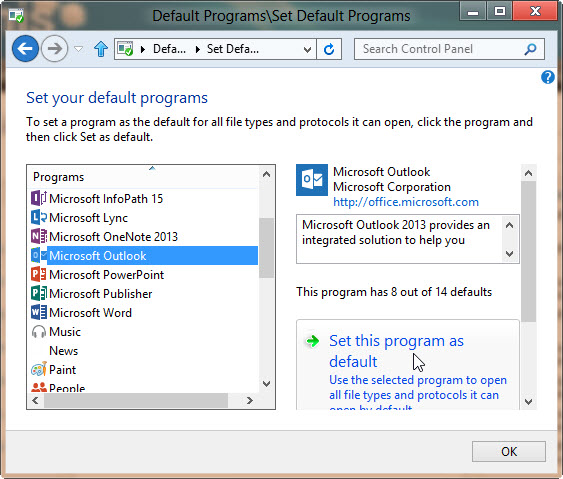 Default Programs\Set Default Programs
Defa...
Set Defa...
Search Control Panel
?
Set your default programs
To set a program as the default for all file types and protocols it can open, click the program and
then click Set as default.
Programs
Microsoft InfoPath 15
Microsoft Lync
Microsoft OneNote 2013
Microsoft Outlook
Microsoft PowerPoint
Microsoft Publisher
Microsoft Word
Music
News
Paint
People
Microsoft Outlook
Microsoft Corporation
http://office.microsoft.com
Microsoft Outlook 2013 provides an
integrated solution to help you
This program has 8 out of 14 defaults
Set this program as
default
Use the selected program to open
all file types and protocols it can
open by default.
OK